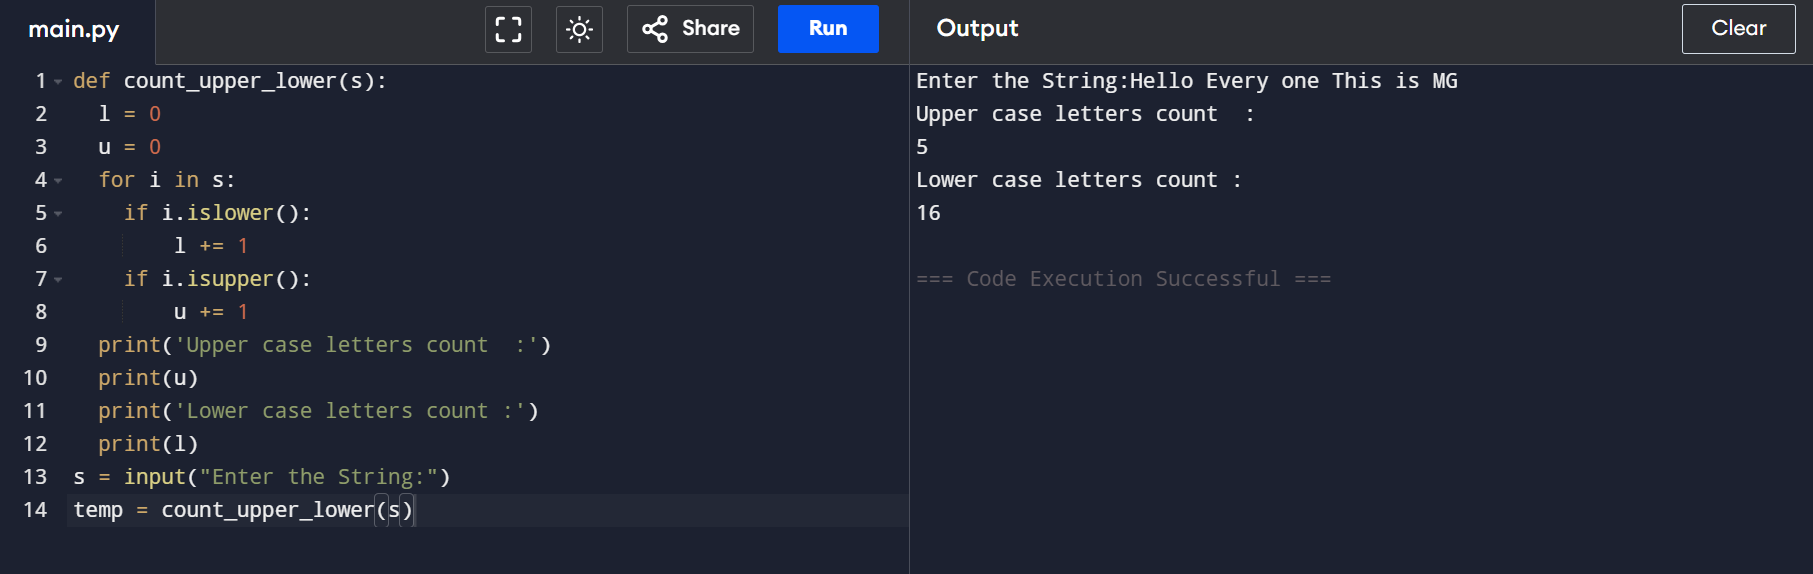 main.py
Share
Run
Output
Clear
1 def count_upper_lower(s):
2   l = 0
3   u = 0
4   for i in s:
5     if i.islower():
6         l += 1
7     if i.isupper():
8         u += 1
9   print('Upper case letters count  :')
10   print(u)
11   print('Lower case letters count :')
12   print(l)
13 s = input("Enter the String:")
14 temp = count_upper_lower(s)
Enter the String:Hello Every one This is MG
Upper case letters count  :
5
Lower case letters count :
16
=== Code Execution Successful ===